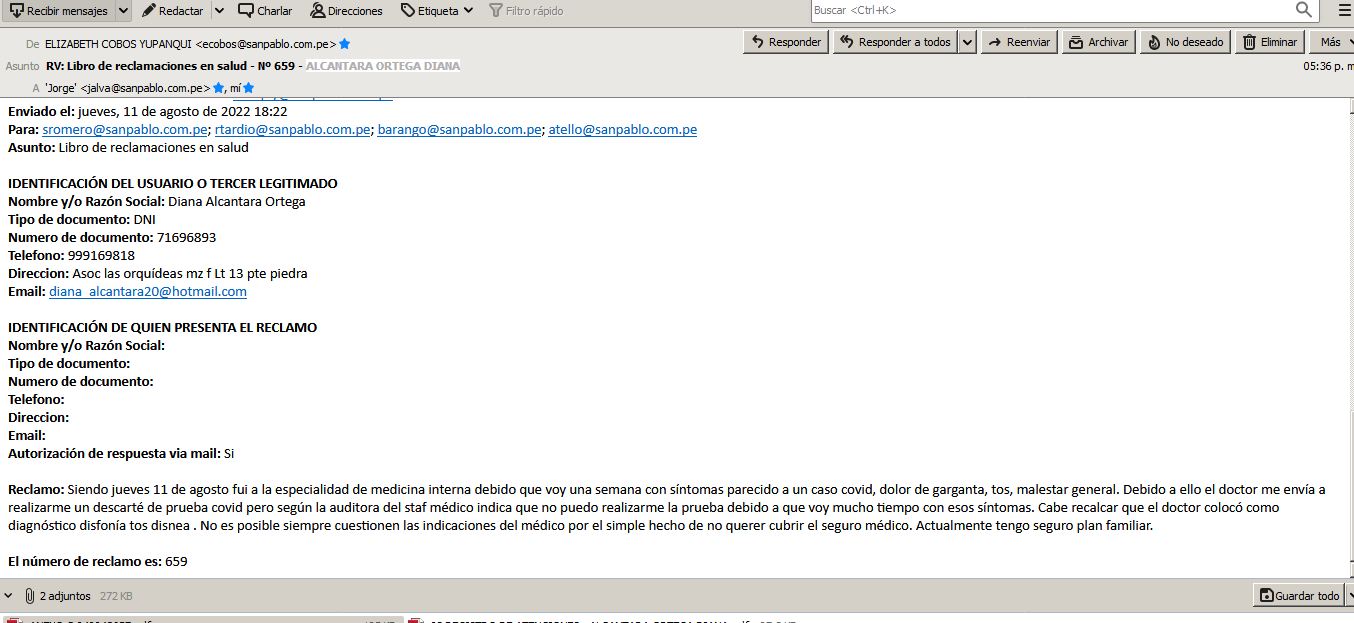 Recibir mensajes Redactar Charlar Direcciones Etiqueta Filtro rápido Buscar <Ctrl+K>
De ELIZABETH COBOS YUPANQUI <ecobos@sanpablo.com.pe> Responder Responder a todos Reenviar Archivar No deseado Eliminar Más
Asunto RV: Libro de reclamaciones en salud - Nº 659 - ALCANTARA ORTEGA DIANA 05:36 p. m
A 'Jorge' <jalva@sanpablo.com.pe>, mí
Enviado el: jueves, 11 de agosto de 2022 18:22
Para: sromero@sanpablo.com.pe; rtardio@sanpablo.com.pe; barango@sanpablo.com.pe; atello@sanpablo.com.pe
Asunto: Libro de reclamaciones en salud
IDENTIFICACIÓN DEL USUARIO O TERCER LEGITIMADO
Nombre y/o Razón Social: Diana Alcantara Ortega
Tipo de documento: DNI
Numero de documento: 71696893
Telefono: 999169818
Direccion: Asoc las orquídeas mz f Lt 13 pte piedra
Email: diana_alcantara20@hotmail.com
IDENTIFICACIÓN DE QUIEN PRESENTA EL RECLAMO
Nombre y/o Razón Social:
Tipo de documento:
Numero de documento:
Telefono:
Direccion:
Email:
Autorización de respuesta via mail: Si
Reclamo: Siendo jueves 11 de agosto fui a la especialidad de medicina interna debido que voy una semana con síntomas parecido a un caso covid, dolor de garganta, tos, malestar general. Debido a ello el doctor me envía a
realizarme un descarté de prueba covid pero según la auditora del staf médico indica que no puedo realizarme la prueba debido a que voy mucho tiempo con esos síntomas. Cabe recalcar que el doctor colocó como
diagnóstico disfonía tos disnea . No es posible siempre cuestionen las indicaciones del médico por el simple hecho de no querer cubrir el seguro médico. Actualmente tengo seguro plan familiar.
El número de reclamo es: 659
2 adjuntos 272 KB Guardar todo